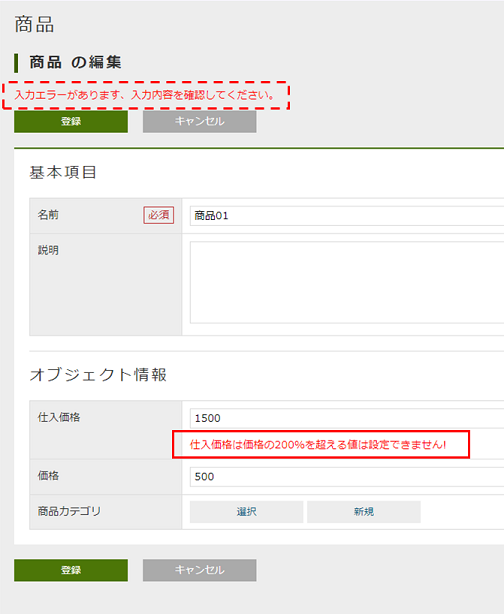 商品
商品 の編集
入力エラーがあります、入力内容を確認してください。
登録 キャンセル
基本項目
名前 必須 商品01
説明
オブジェクト情報
仕入価格 1500
仕入価格は価格の200%を超える値は設定できません!
価格 500
商品カテゴリ 選択 新規
登録 キャンセル